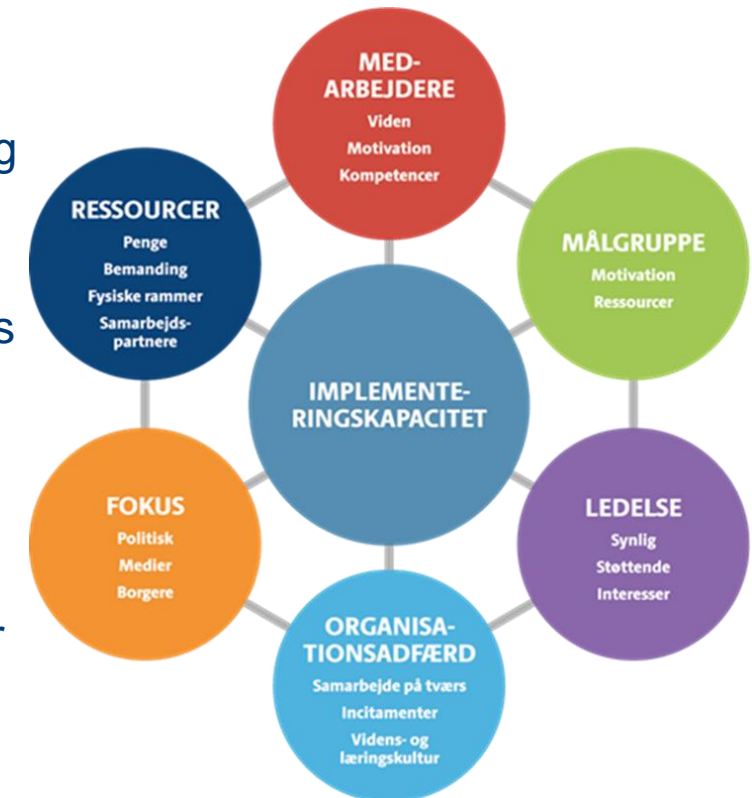 MED-
ARBEJDERE
Viden
Motivation
Kompetencer
g
RESSOURCER
Penge
Bemanding
Fysiske rammer
Samarbejds-
partnere
MÅLGRUPPE
Motivation
Ressourcer
s
IMPLEMENTE-
RINGSKAPACITET
FOKUS
Politisk
Medier
Borgere
LEDELSE
Synlig
Støttende
Interesser
ORGANISA-
TIONSADFÆRD
Samarbejde på tværs
Incitamenter
Videns- og
læringskultur